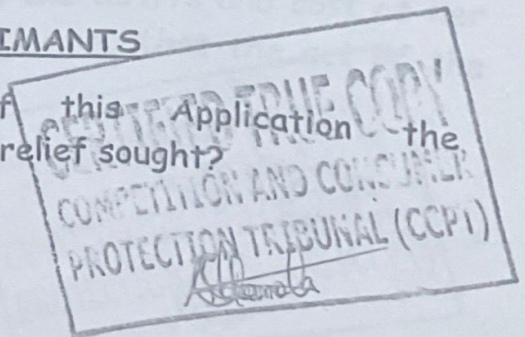 IMANTS
this Application the
relief sought?
CERTIFIED TRUE COPY
COMPETITION AND CONSUMER
PROTECTION TRIBUNAL (CCPT)